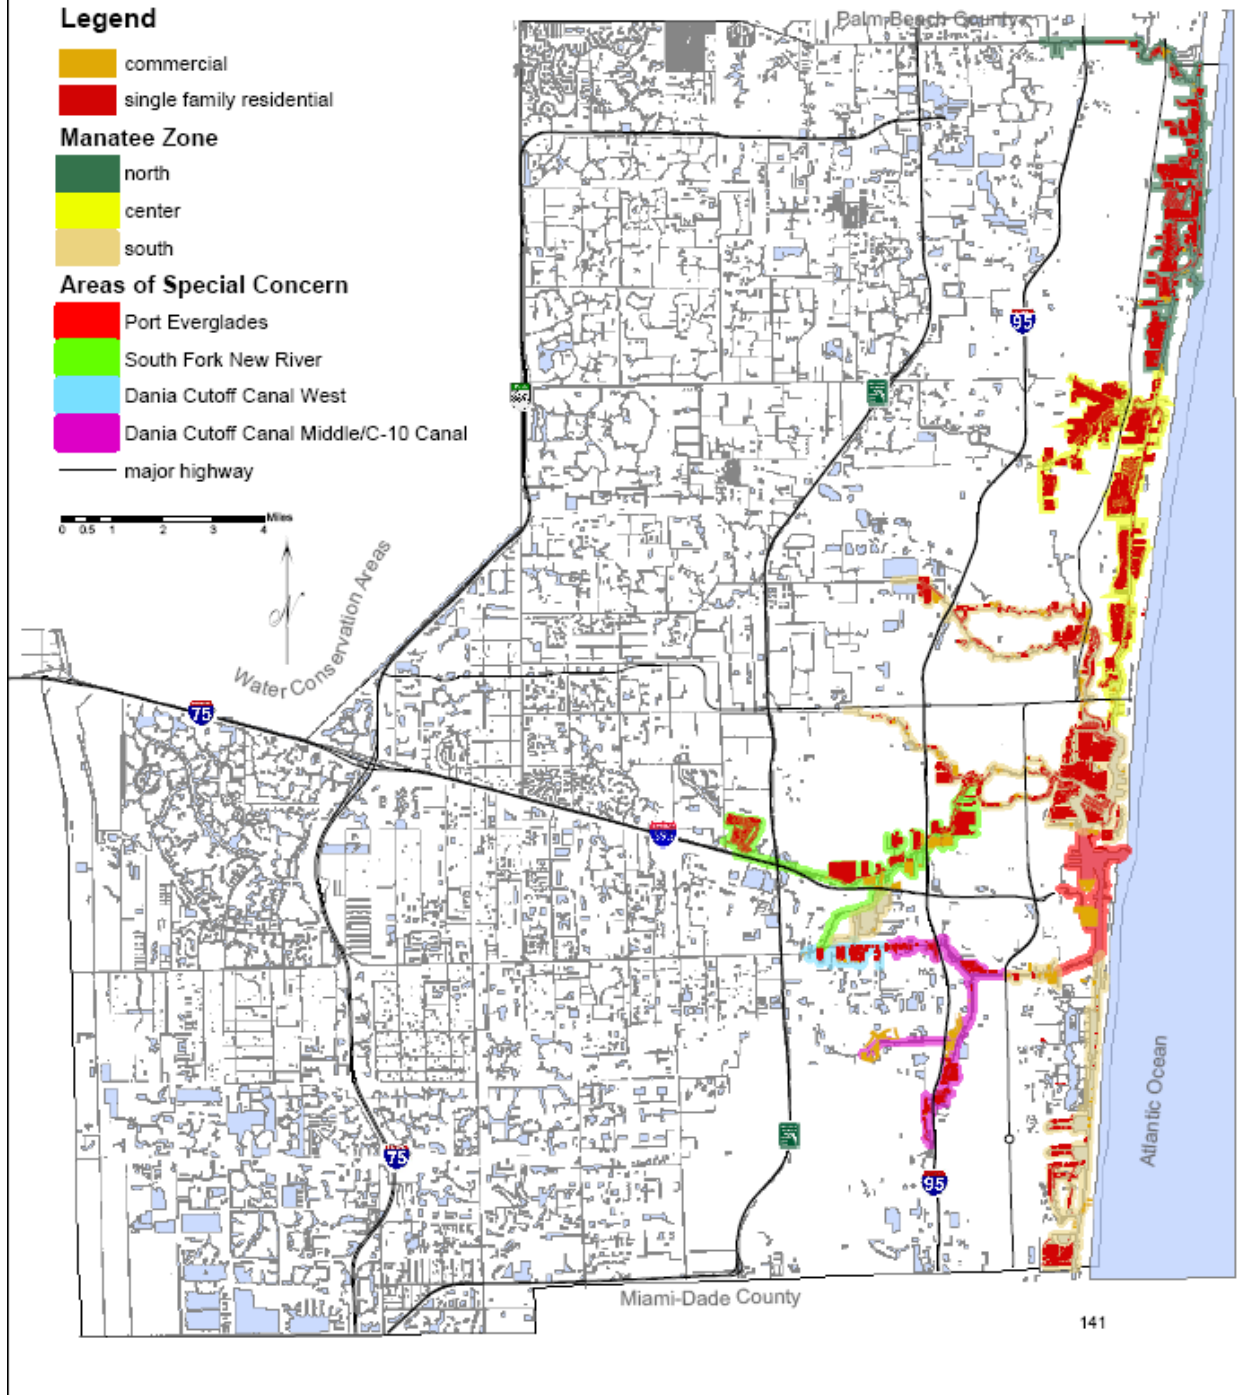 Legend
commercial
single family residential
Manatee Zone
north
center
south
Areas of Special Concern
Port Everglades
South Fork New River
Dania Cutoff Canal West
Dania Cutoff Canal Middle/C-10 Canal
major highway
Miles
0 0.5 1 2 3 4
N
Water Conservation Areas
Palm Beach County
95
75
75
95
Atlantic Ocean
Miami-Dade County
141